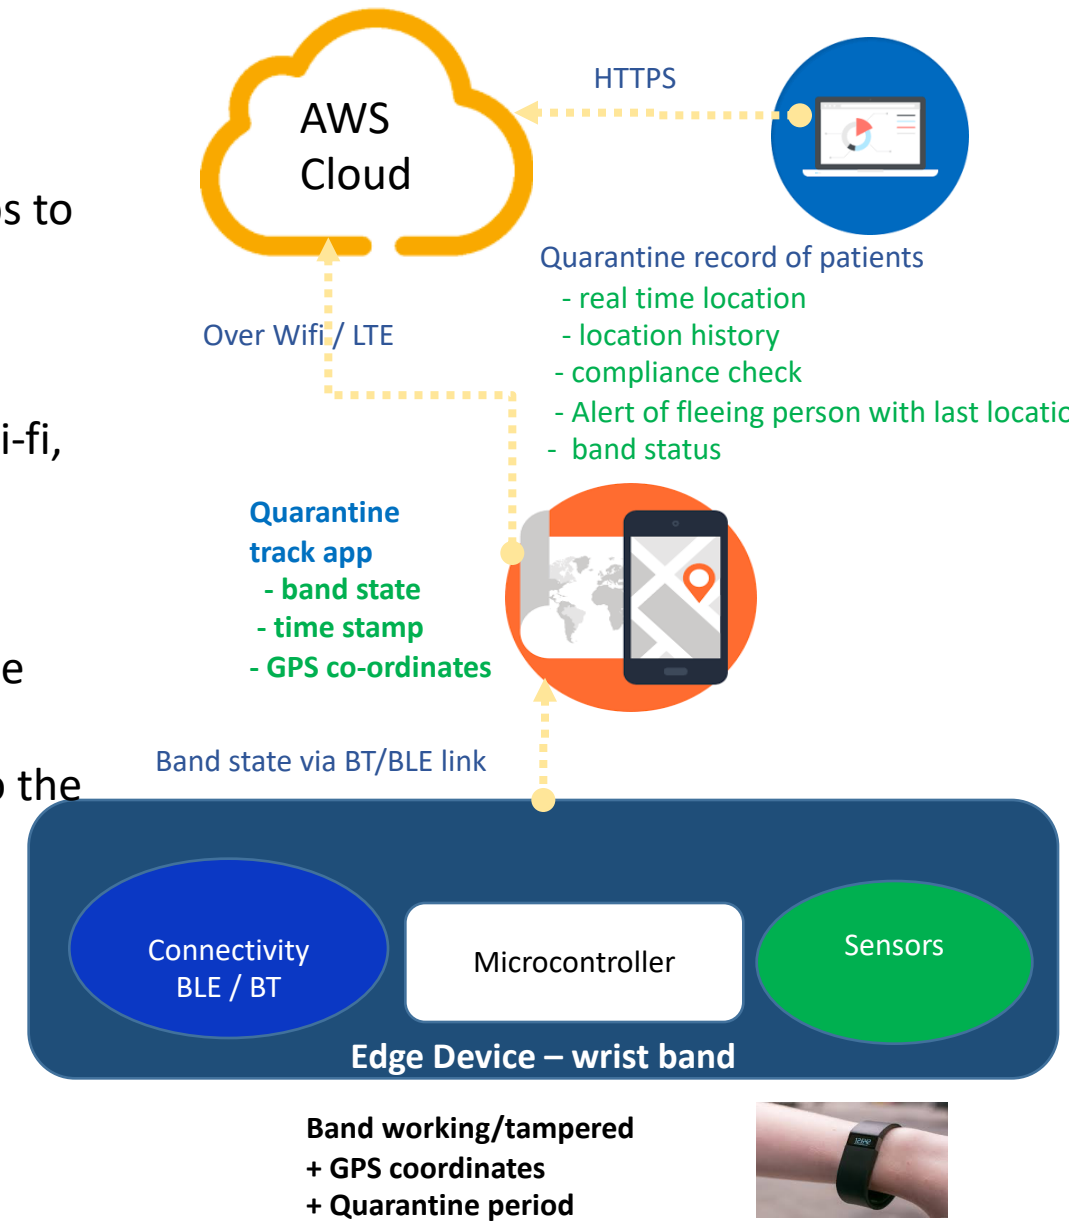 AWS
Cloud
HTTPS
s to
Quarantine record of patients
- real time location
- location history
- compliance check
- Alert of fleeing person with last locatio
- band status
Over Wifi / LTE
i-fi,
Quarantine
track app
- band state
- time stamp
- GPS co-ordinates
e
Band state via BT/BLE link
the
Connectivity
BLE / BT
Microcontroller
Sensors
Edge Device – wrist band
Band working/tampered
+ GPS coordinates
+ Quarantine period